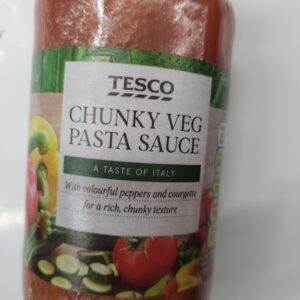 TESCO
CHUNKY VEG
PASTA SAUCE
A TASTE OF ITALY
With colourful peppers and courgette
for a rich, chunky texture